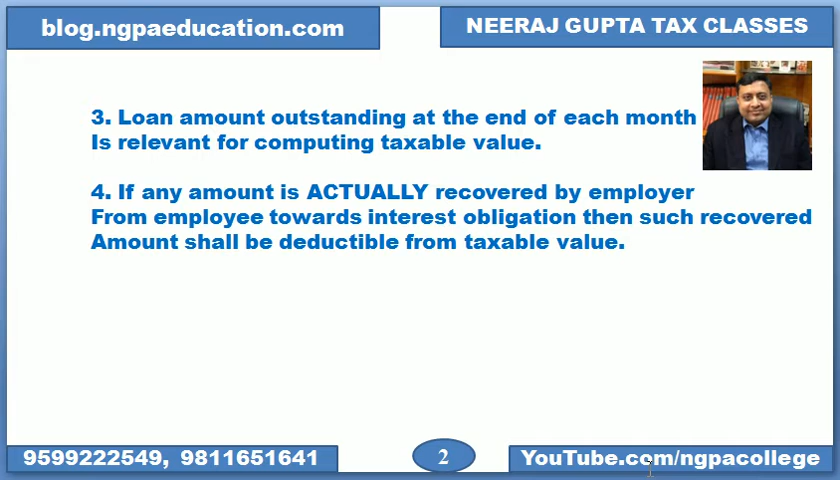 blog.ngpaeducation.com
NEERAJ GUPTA TAX CLASSES
3. Loan amount outstanding at the end of each month
Is relevant for computing taxable value.
4. If any amount is ACTUALLY recovered by employer
From employee towards interest obligation then such recovered
Amount shall be deductible from taxable value.
9599222549, 9811651641
2
YouTube.com/ngpacollege